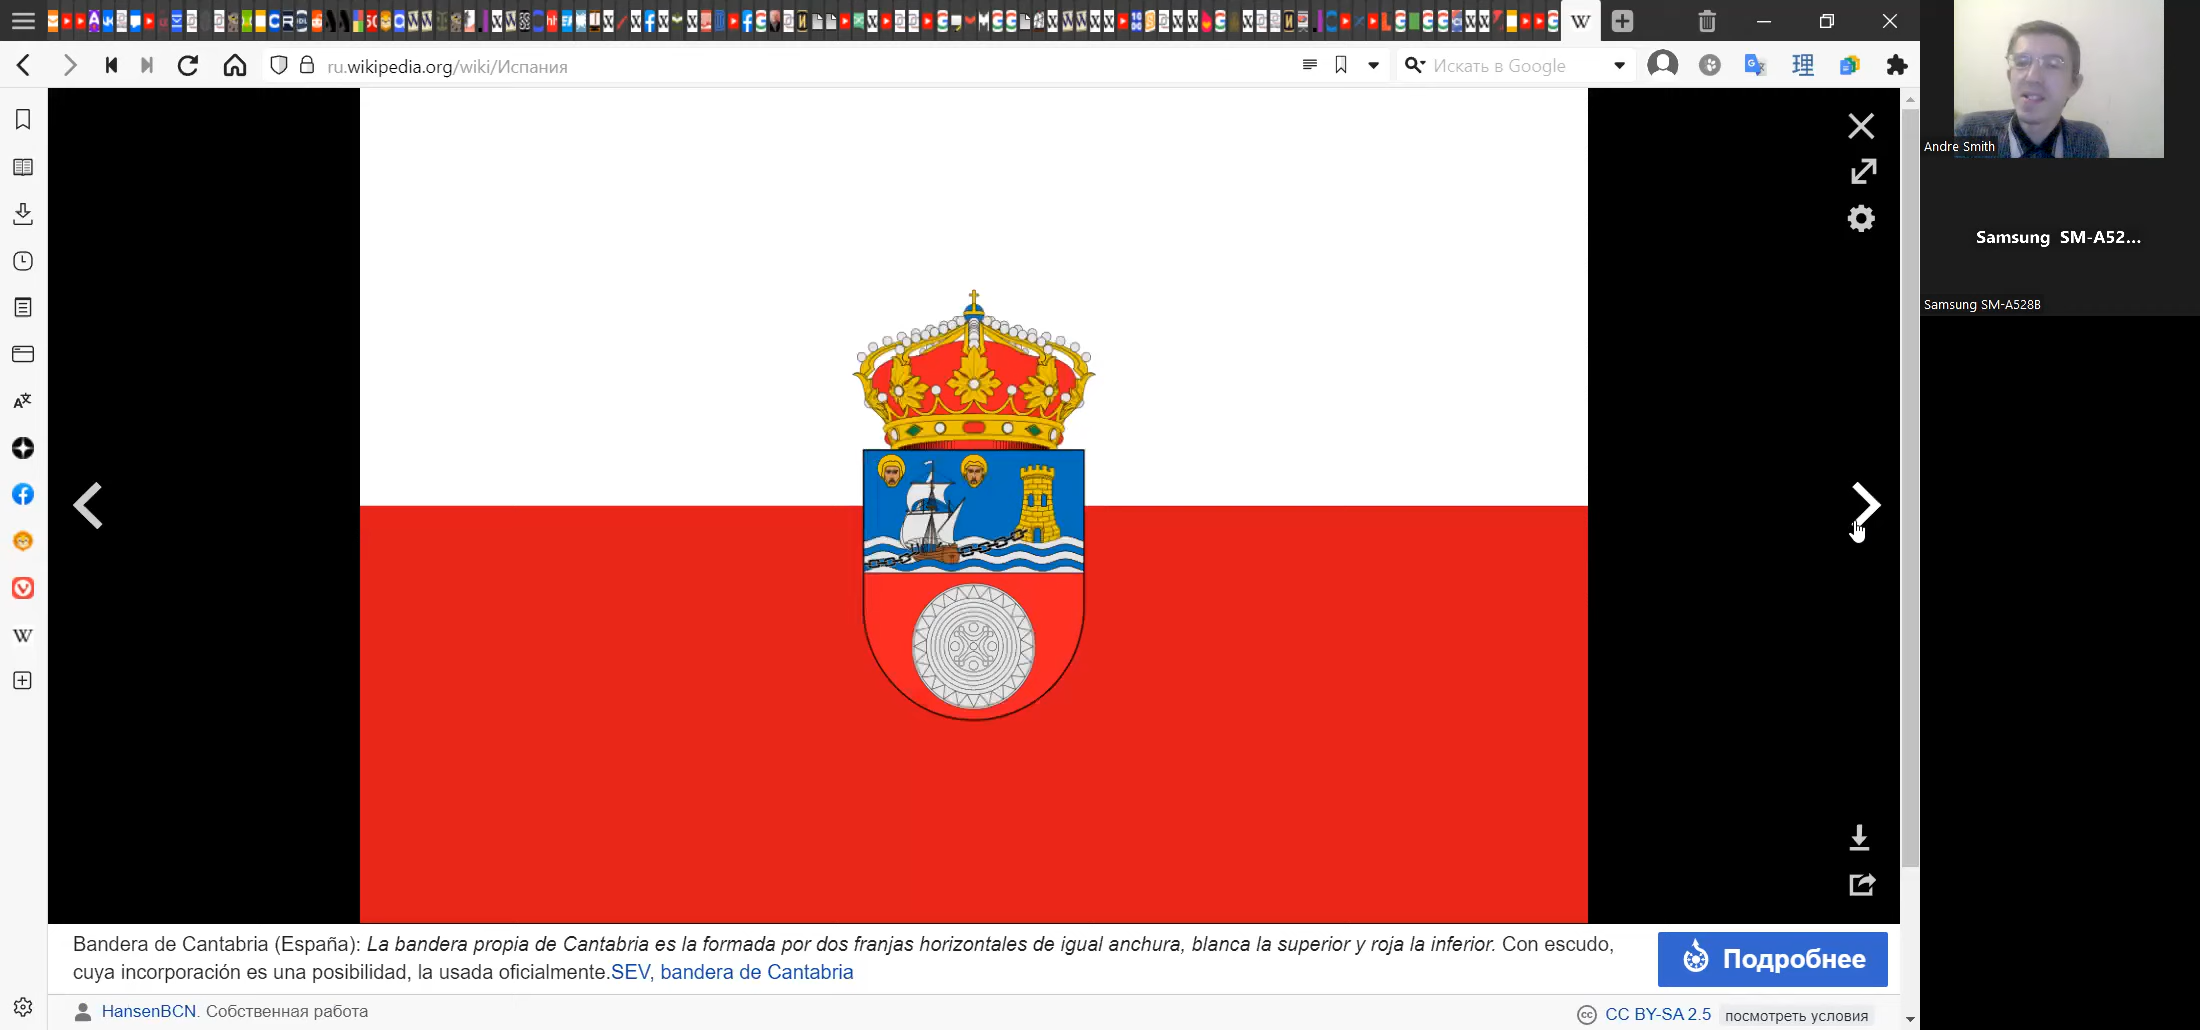 ru.wikipedia.org/wiki/Испания
Искать в Google
Andre Smith
Samsung SM-A52...
Samsung SM-A528B
Bandera de Cantabria (España): La bandera propia de Cantabria es la formada por dos franjas horizontales de igual anchura, blanca la superior y roja la inferior. Con escudo,
cuya incorporación es una posibilidad, la usada oficialmente.SEV, bandera de Cantabria
Подробнее
HansenBCN. Собственная работа
CC BY-SA 2.5 посмотреть условия